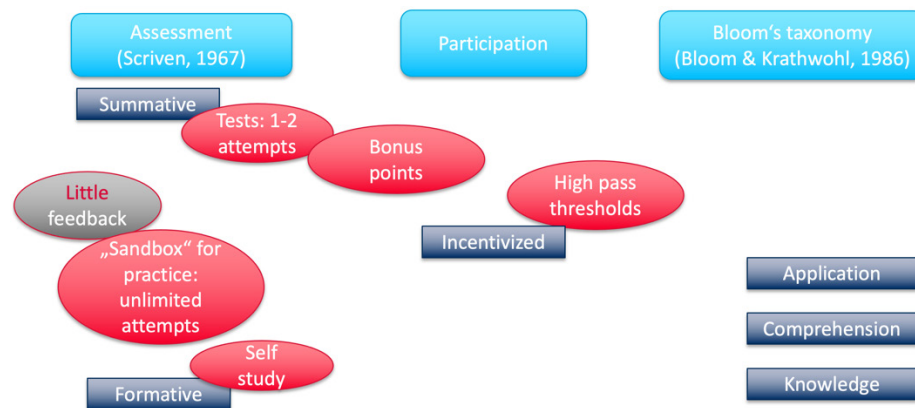 Assessment
(Scriven, 1967)
Participation
Bloom's taxonomy
(Bloom & Krathwohl, 1986)
Summative
Tests: 1-2
attempts
Bonus
points
High pass
thresholds
Little
feedback
Incentivized
„Sandbox“ for
practice:
unlimited
attempts
Application
Comprehension
Self
study
Formative
Knowledge